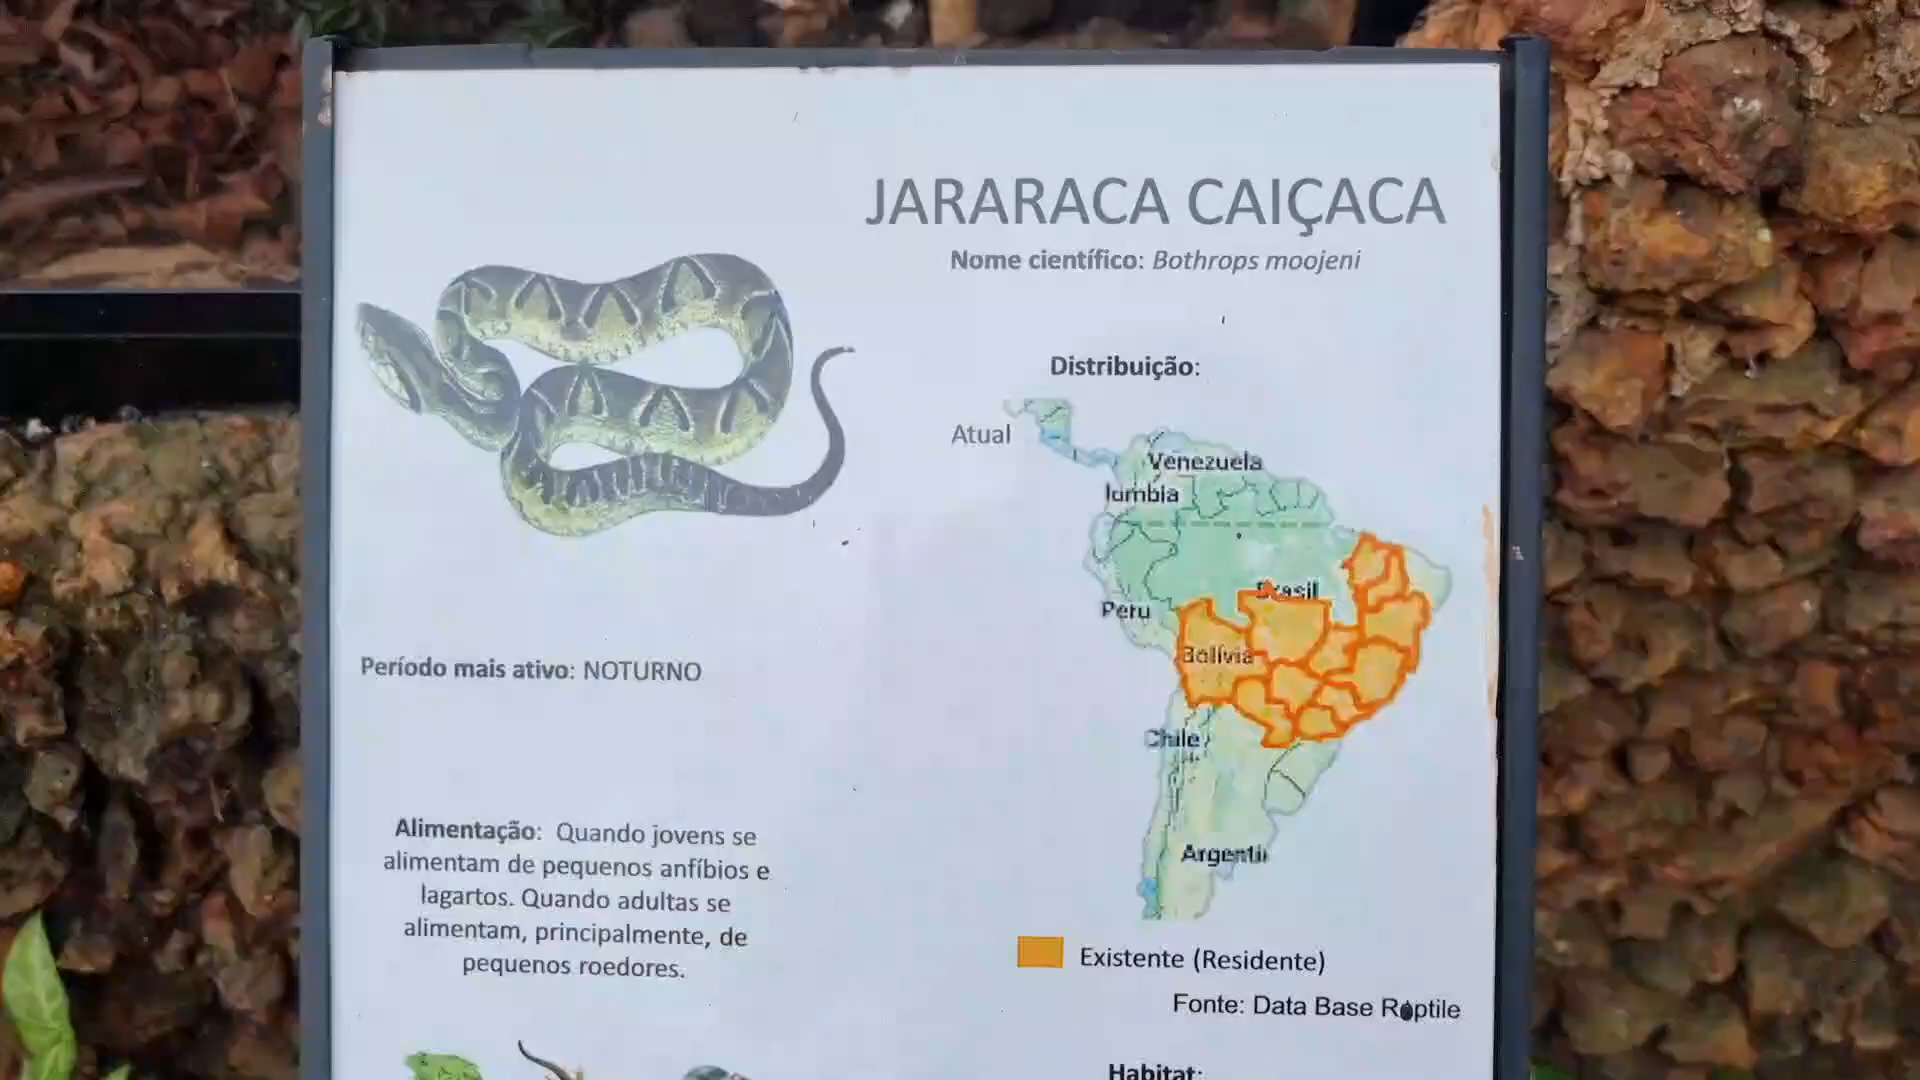 JARARACA CAIÇACA
Nome científico: Bothrops moojeni
Distribuição:
Atual
Venezuela
lumbia
Brasil
Peru
Bolívia
Chile
Argenti
Existente (Residente)
Fonte: Data Base Reptile
Período mais ativo: NOTURNO
Alimentação: Quando jovens se
alimentam de pequenos anfíbios e
lagartos. Quando adultas se
alimentam, principalmente, de
pequenos roedores.
Habitat: